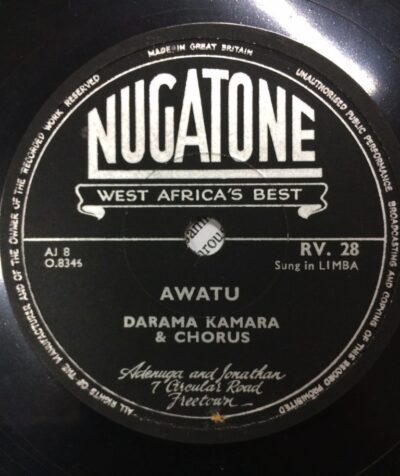 MADE IN GREAT BRITAIN
ALL RIGHTS OF THE MANUFACTURER AND OF THE OWNER OF THE RECORDED WORK RESERVED
UNAUTHORISED PUBLIC PERFORMANCE BROADCASTING AND COPYING OF THIS RECORD PROHIBITED
NUGATONE
WEST AFRICA'S BEST
AJ 8
O.8346
RV. 28
Sung in LIMBA
AWATU
DARAMA KAMARA
& CHORUS
Adenuga and Jonathan
7 Circular Road
Freetown